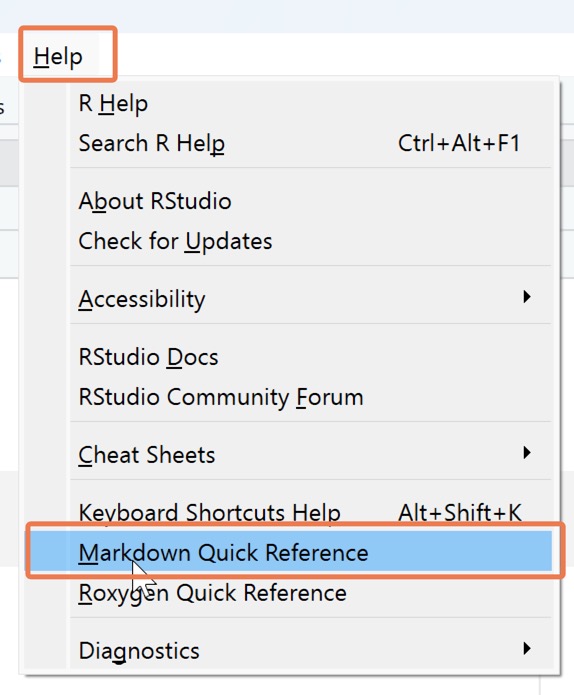 Help
s
R Help
Search R Help Ctrl+Alt+F1
About RStudio
Check for Updates
Accessibility
RStudio Docs
RStudio Community Forum
Cheat Sheets
Keyboard Shortcuts Help Alt+Shift+K
Markdown Quick Reference
Roxygen Quick Reference
Diagnostics